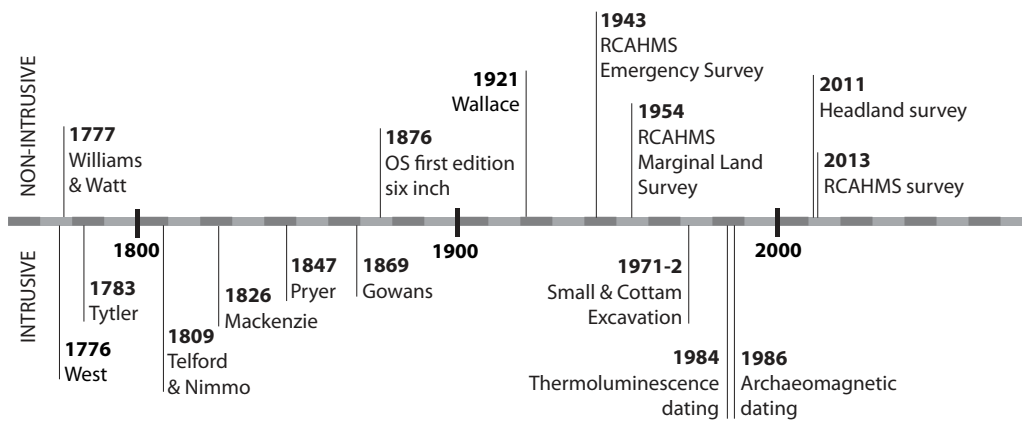 NON-INTRUSIVE
1777
Williams
& Watt
1876
OS first edition
six inch
1921
Wallace
1943
RCAHMS
Emergency Survey
1954
RCAHMS
Marginal Land
Survey
2011
Headland survey
2013
RCAHMS survey
1800
1900
2000
INTRUSIVE
1776
West
1783
Tytler
1809
Telford
& Nimmo
1826
Mackenzie
1847
Pryer
1869
Gowans
1971-2
Small & Cottam
Excavation
1984
Thermoluminescence
dating
1986
Archaeomagnetic
dating